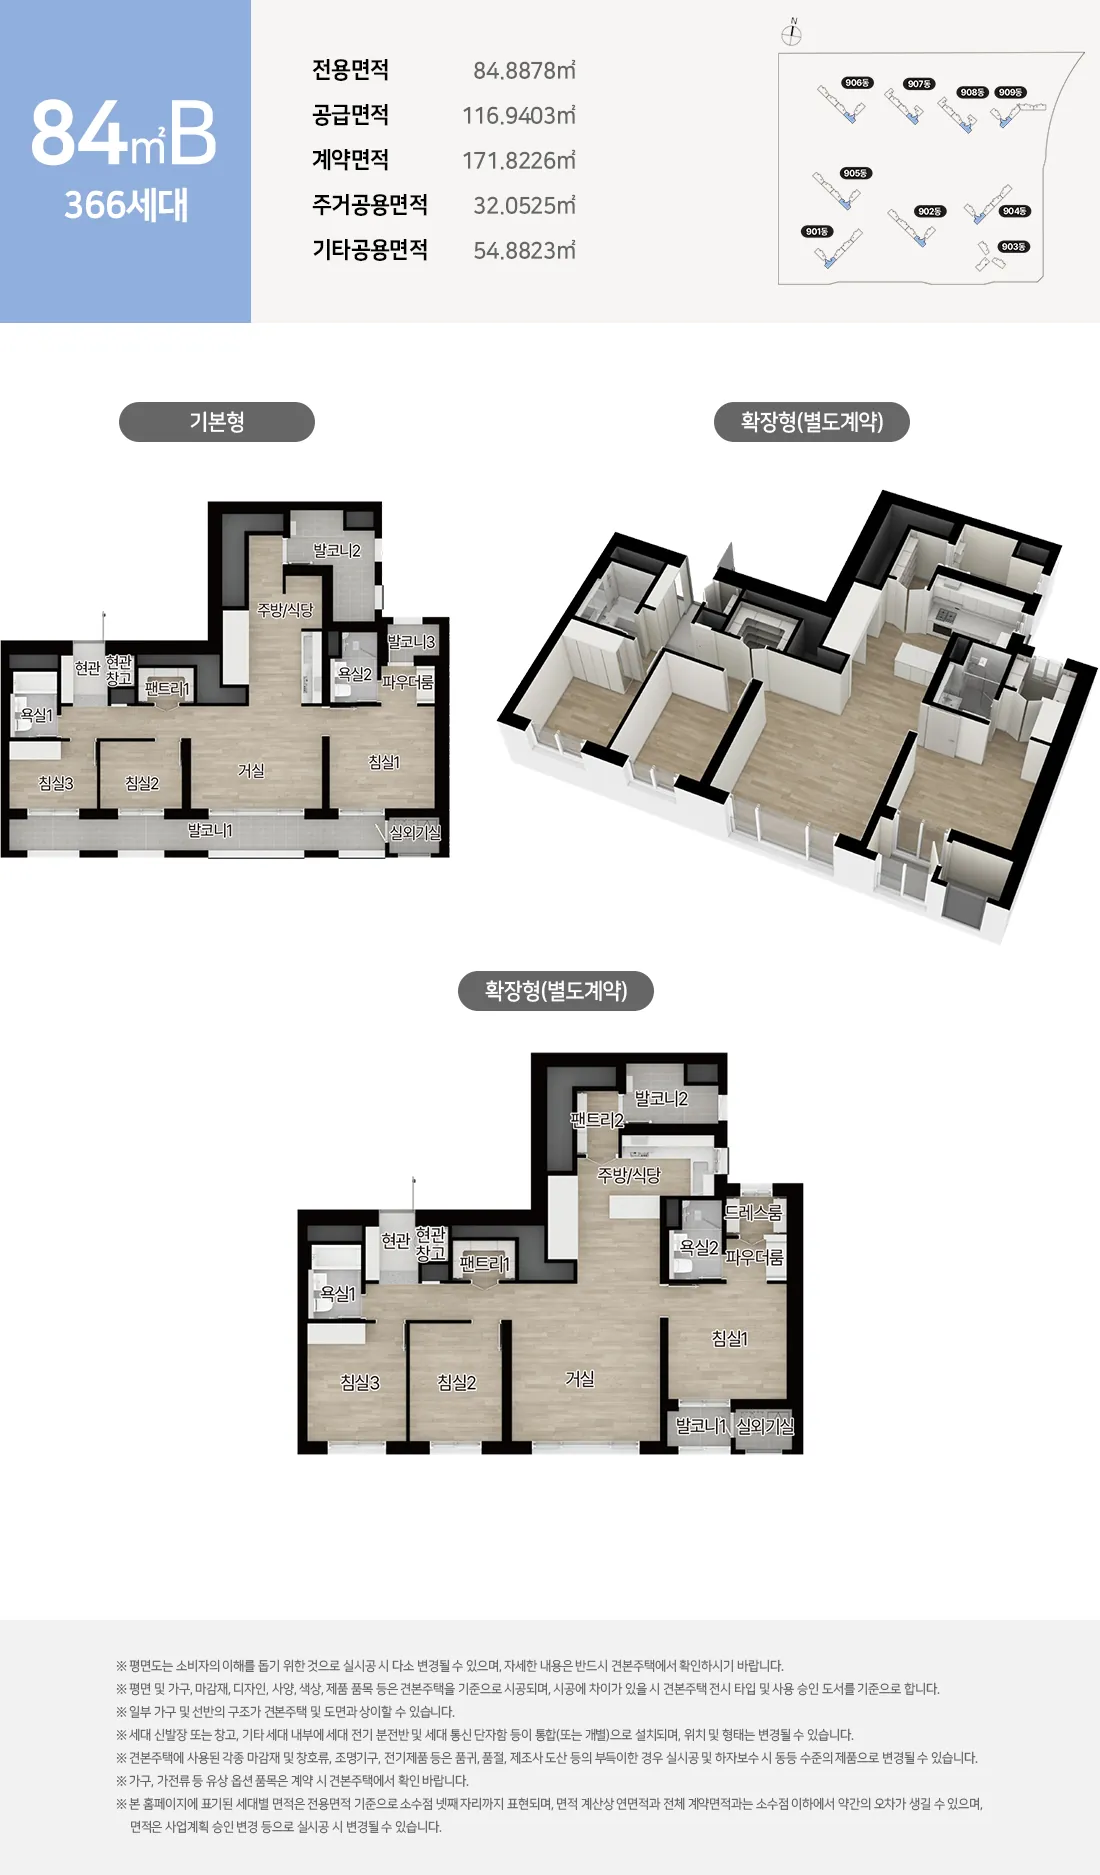 84㎡B
366세대
전용면적 84.8878㎡
공급면적 116.9403㎡
계약면적 171.8226㎡
주거공용면적 32.0525㎡
기타공용면적 54.8823㎡
N
906동 907동 908동 909동
905동
902동 904동
901동 903동
기본형
확장형(별도계약)
발코니2
주방/식당
발코니3
현관 현관창고
욕실2
팬트리1 파우더룸
욕실1
거실 침실1
침실3 침실2
발코니1 실외기실
확장형(별도계약)
발코니2
팬트리2
주방/식당
드레스룸
현관 현관창고
욕실2
파우더룸
팬트리1
욕실1
침실1
침실3 침실2 거실
발코니1 실외기실
※ 평면도는 소비자의 이해를 돕기 위한 것으로 실시공 시 다소 변경될 수 있으며, 자세한 내용은 반드시 견본주택에서 확인하시기 바랍니다.
※ 평면 및 가구, 마감재, 디자인, 사양, 색상, 제품 품목 등은 견본주택을 기준으로 시공되며, 시공에 차이가 있을 시 견본주택 전시 타입 및 사용 승인 도서를 기준으로 합니다.
※ 일부 가구 및 선반의 구조가 견본주택 및 도면과 상이할 수 있습니다.
※ 세대 신발장 또는 창고, 기타 세대 내부에 세대 전기 분전반 및 세대 통신 단자함 등이 통합(또는 개별)으로 설치되며, 위치 및 형태는 변경될 수 있습니다.
※ 견본주택에 사용된 각종 마감재 및 창호류, 조명기구, 전기제품 등은 품귀, 품절, 제조사 도산 등의 부득이한 경우 실시공 및 하자보수 시 동등 수준의 제품으로 변경될 수 있습니다.
※ 가구, 가전류 등 유상 옵션 품목은 계약 시 견본주택에서 확인 바랍니다.
※ 본 홈페이지에 표기된 세대별 면적은 전용면적 기준으로 소수점 넷째 자리까지 표현되며, 면적 계산상 연면적과 전체 계약면적과는 소수점 이하에서 약간의 오차가 생길 수 있으며,
면적은 사업계획 승인 변경 등으로 실시공 시 변경될 수 있습니다.